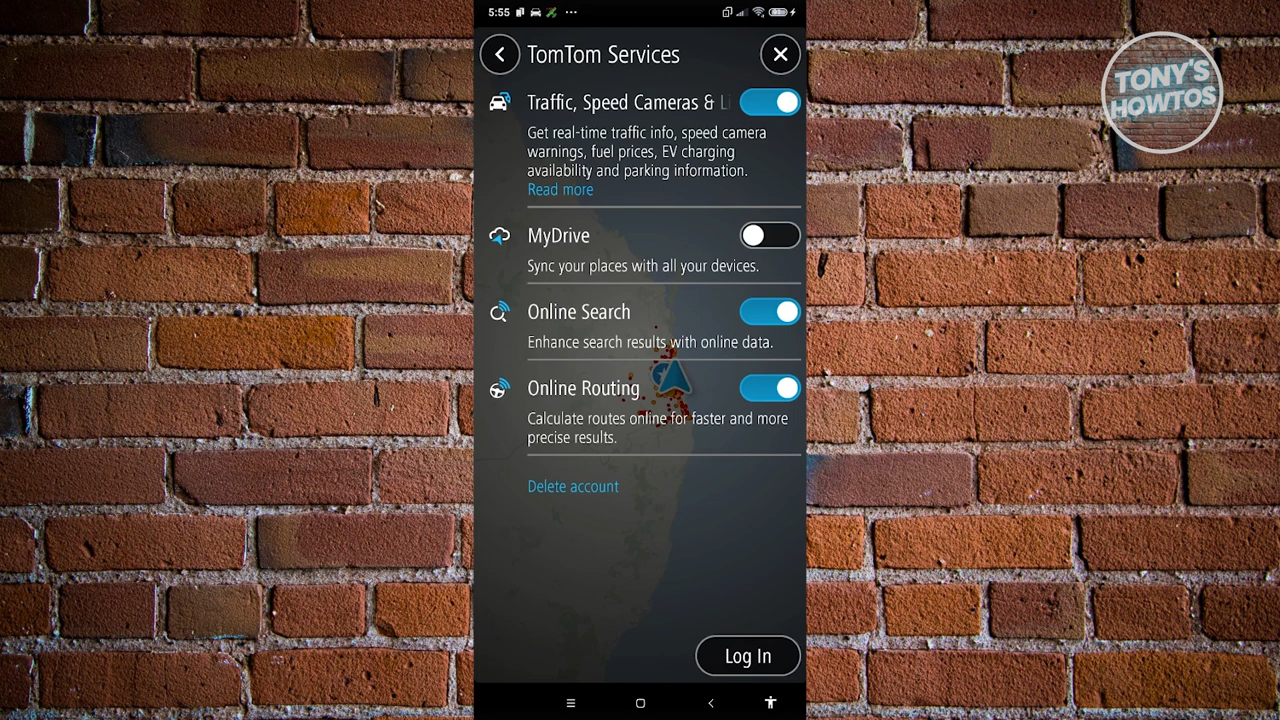 5:55
TomTom Services
TONY'S
HOWTOS
Traffic, Speed Cameras &
Get real-time traffic info, speed camera
warnings, fuel prices, EV charging
availability and parking information.
Read more
MyDrive
Sync your places with all your devices.
Online Search
Enhance search results with online data.
Online Routing
Calculate routes online for faster and more
precise results.
Delete account
Log In